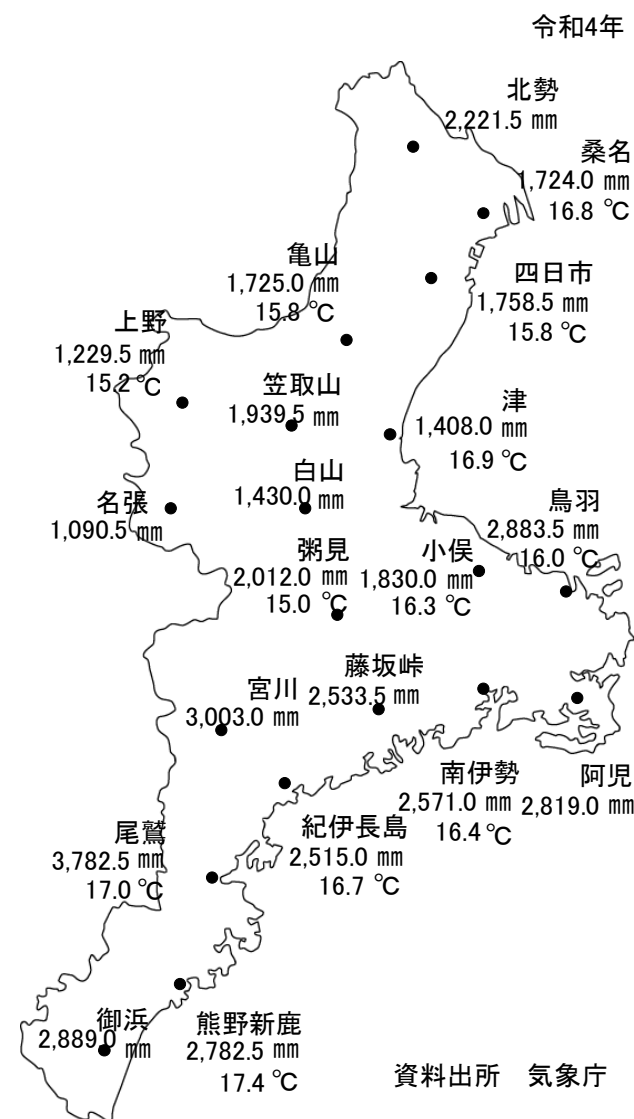 令和4年
北勢
2,221.5 ㎜
桑名
1,724.0 ㎜
16.8 ℃
亀山
1,725.0 ㎜
15.8 ℃
四日市
1,758.5 ㎜
15.8 ℃
上野
1,229.5 ㎜
15.2 ℃
笠取山
1,939.5 ㎜
津
1,408.0 ㎜
16.9 ℃
白山
1,430.0 ㎜
名張
1,090.5 ㎜
鳥羽
2,883.5 ㎜
16.0 ℃
粥見
2,012.0 ㎜
15.0 ℃
小俣
1,830.0 ㎜
16.3 ℃
藤坂峠
2,533.5 ㎜
宮川
3,003.0 ㎜
南伊勢
2,571.0 ㎜
16.4 ℃
阿児
2,819.0 ㎜
尾鷲
3,782.5 ㎜
17.0 ℃
紀伊長島
2,515.0 ㎜
16.7 ℃
御浜
2,889.0 ㎜
熊野新鹿
2,782.5 ㎜
17.4 ℃
資料出所　気象庁